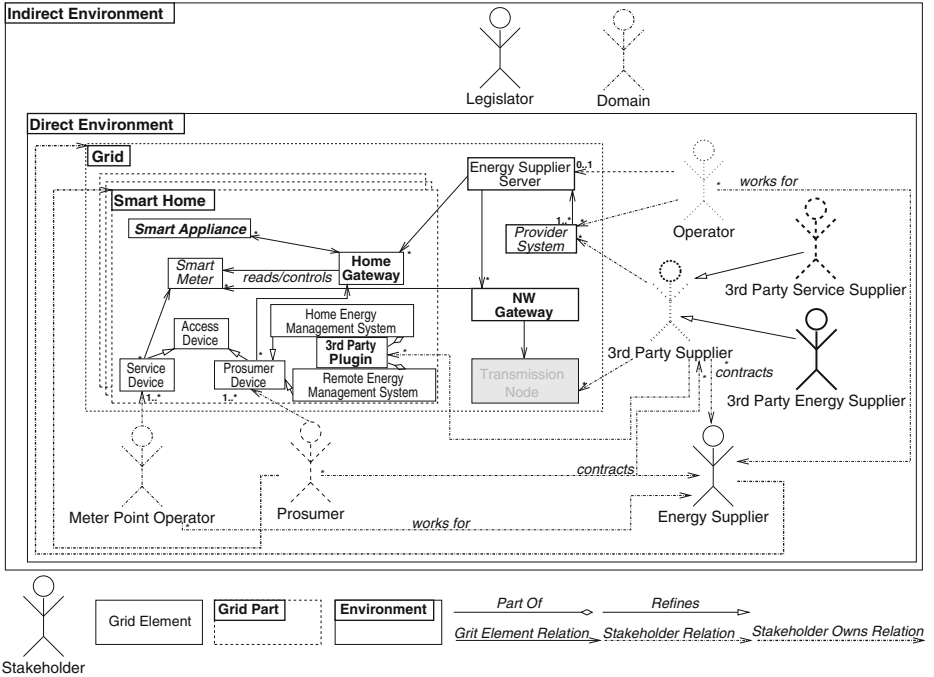 Indirect Environment
Legislator
Domain
Direct Environment
Grid
Energy Supplier
Server
0..1
*
works for
Smart Home
Smart Appliance
*
1..*
*
Provider
System
*
Operator
Smart
Meter
reads/controls
*
Home
Gateway
*
*
NW
Gateway
3rd Party Service Supplier
Home Energy
Management System
Access
Device
3rd Party
Plugin
*
3rd Party Supplier
*
Service
Device
*
Prosumer
Device
Remote Energy
Management System
Transmission
Node
*
*
contracts
3rd Party Energy Supplier
1..*
1..*
*
contracts
Meter Point Operator
Prosumer
*
works for
Energy Supplier
Stakeholder
Grid Element
Grid Part
Environment
Part Of
Refines
Grit Element Relation
Stakeholder Relation
Stakeholder Owns Relation